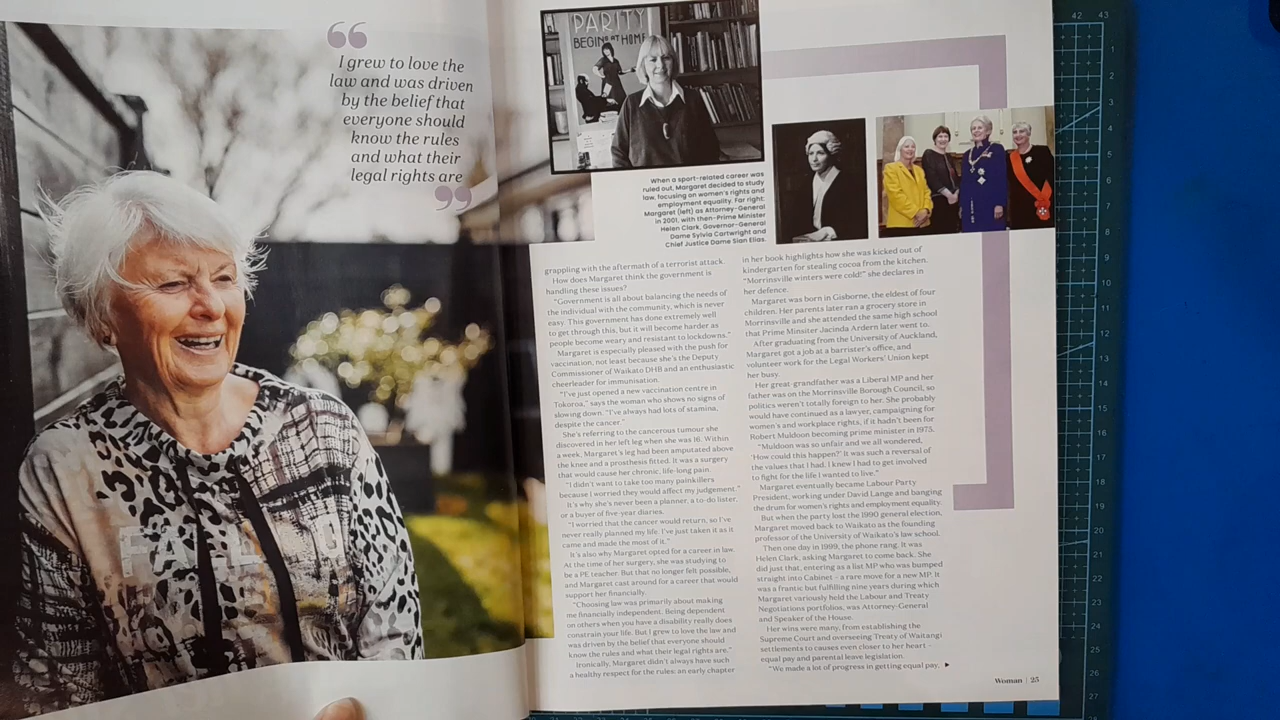 “
I grew to love the
law and was driven
by the belief that
everyone should
know the rules
and what their
legal rights are
”
PARITY
BEGINS AT HOME
When a sport-related career was
ruled out, Margaret decided to study
law, focusing on women's rights and
employment equality. Far right:
Margaret (left) as Attorney-General
in 2001, with then-Prime Minister
Helen Clark, Governor-General
Dame Sylvia Cartwright and
Chief Justice Dame Sian Elias.
grappling with the aftermath of a terrorist attack.
How does Margaret think the government is
handling these issues?
“Government is all about balancing the needs of
the individual with the community, which is never
easy. This government has done extremely well
to get through this, but it will become harder as
people become weary and resistant to lockdowns.”
Margaret is especially pleased with the push for
vaccination, not least because she's the Deputy
Commissioner of Waikato DHB and an enthusiastic
cheerleader for immunisation.
“I've just opened a new vaccination centre in
Tokoroa,” says the woman who shows no signs of
slowing down. “I've always had lots of stamina,
despite the cancer.”
She's referring to the cancerous tumour she
discovered in her left leg when she was 16. Within
a week, Margaret's leg had been amputated above
the knee and a prosthesis fitted. It was a surgery
that would cause her chronic, life-long pain.
“I didn't want to take too many painkillers
because I worried they would affect my judgement.”
It's why she's never been a planner, a to-do lister,
or a buyer of five-year diaries.
“I worried that the cancer would return, so I've
never really planned my life. I've just taken it as it
came and made the most of it.”
It's also why Margaret opted for a career in law.
At the time of her surgery, she was studying to
be a PE teacher. But that no longer felt possible,
and Margaret cast around for a career that would
support her financially.
“Choosing law was primarily about making
me financially independent. Being dependent
on others when you have a disability really does
constrain your life. But I grew to love the law and
was driven by the belief that everyone should
know the rules and what their legal rights are.”
Ironically, Margaret didn't always have such
a healthy respect for the rules: an early chapter
in her book highlights how she was kicked out of
kindergarten for stealing cocoa from the kitchen.
“Morrinsville winters were cold!” she declares in
her defence.
Margaret was born in Gisborne, the eldest of four
children. Her parents later ran a grocery store in
Morrinsville and she attended the same high school
that Prime Minsiter Jacinda Ardern later went to.
After graduating from the University of Auckland,
Margaret got a job at a barrister's office, and
volunteer work for the Legal Workers' Union kept
her busy.
Her great-grandfather was a Liberal MP and her
father was on the Morrinsville Borough Council, so
politics weren't totally foreign to her. She probably
would have continued as a lawyer, campaigning for
women's and workplace rights, if it hadn't been for
Robert Muldoon becoming prime minister in 1975.
“Muldoon was so unfair and we all wondered,
‘How could this happen?’ It was such a reversal of
the values that I had. I knew I had to get involved
to fight for the life I wanted to live.”
Margaret eventually became Labour Party
President, working under David Lange and banging
the drum for women's rights and employment equality.
But when the party lost the 1990 general election,
Margaret moved back to Waikato as the founding
professor of the University of Waikato's law school.
Then one day in 1999, the phone rang. It was
Helen Clark, asking Margaret to come back. She
did just that, entering as a list MP who was bumped
straight into Cabinet – a rare move for a new MP. It
was a frantic but fulfilling nine years during which
Margaret variously held the Labour and Treaty
Negotiations portfolios, was Attorney-General
and Speaker of the House.
Her wins were many, from establishing the
Supreme Court and overseeing Treaty of Waitangi
settlements to causes even closer to her heart –
equal pay and parental leave legislation.
“We made a lot of progress in getting equal pay,
Woman | 25
42 43
1
2
3
4
5
6
7
8
9
10
11
12
13
14
15
16
17
18
19
20
21
22
23
24
25
26
27